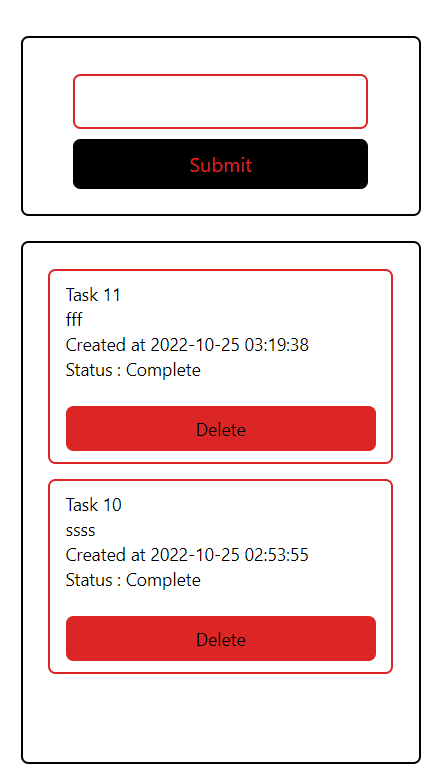 Submit
Task 11
fff
Created at 2022-10-25 03:19:38
Status : Complete
Delete
Task 10
ssss
Created at 2022-10-25 02:53:55
Status : Complete
Delete